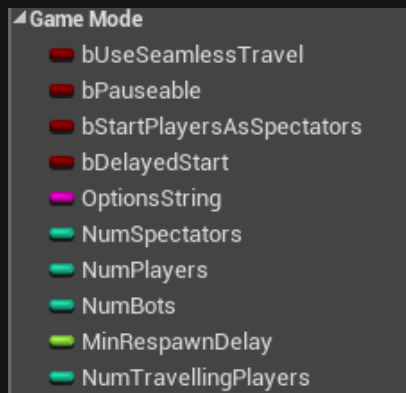 Game Mode
bUseSeamlessTravel
bPauseable
bStartPlayersAsSpectators
bDelayedStart
OptionsString
NumSpectators
NumPlayers
NumBots
MinRespawnDelay
NumTravellingPlayers